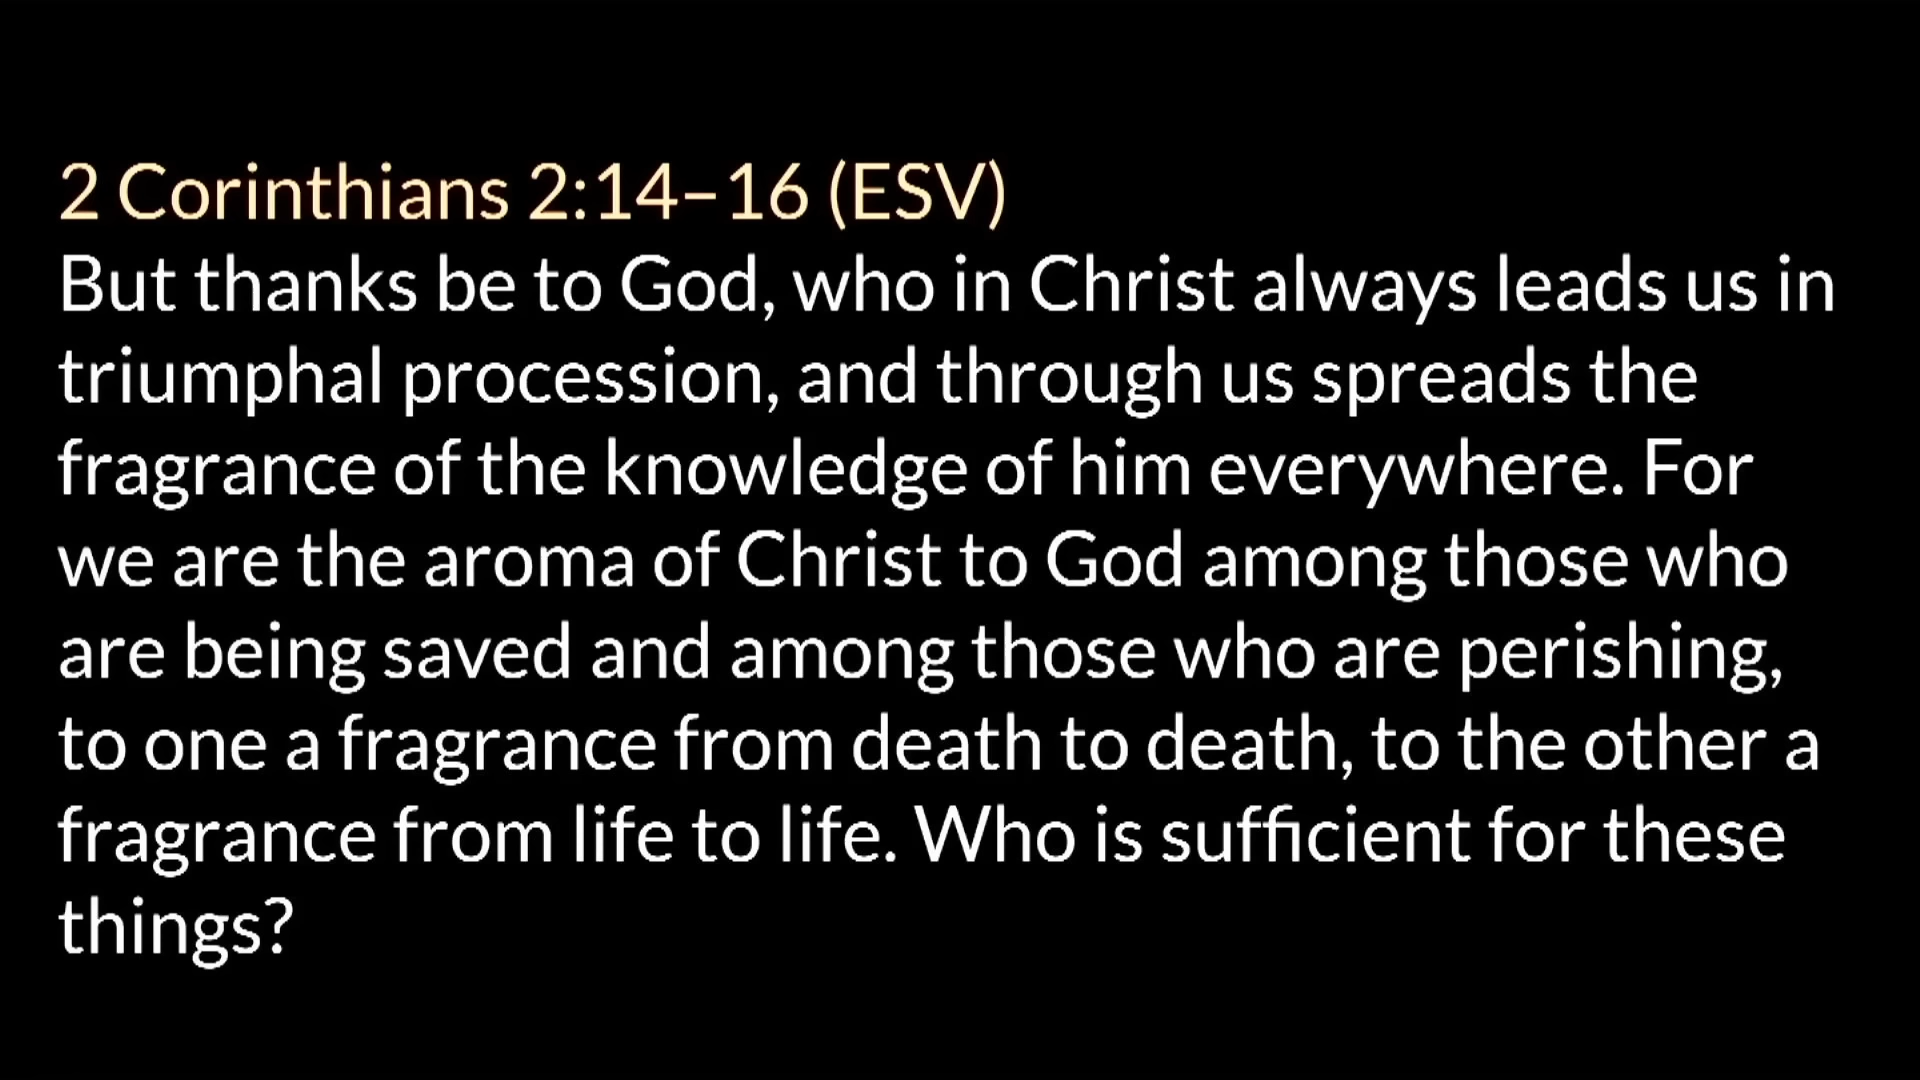 2 Corinthians 2:14–16 (ESV)
But thanks be to God, who in Christ always leads us in
triumphal procession, and through us spreads the
fragrance of the knowledge of him everywhere. For
we are the aroma of Christ to God among those who
are being saved and among those who are perishing,
to one a fragrance from death to death, to the other a
fragrance from life to life. Who is sufficient for these
things?